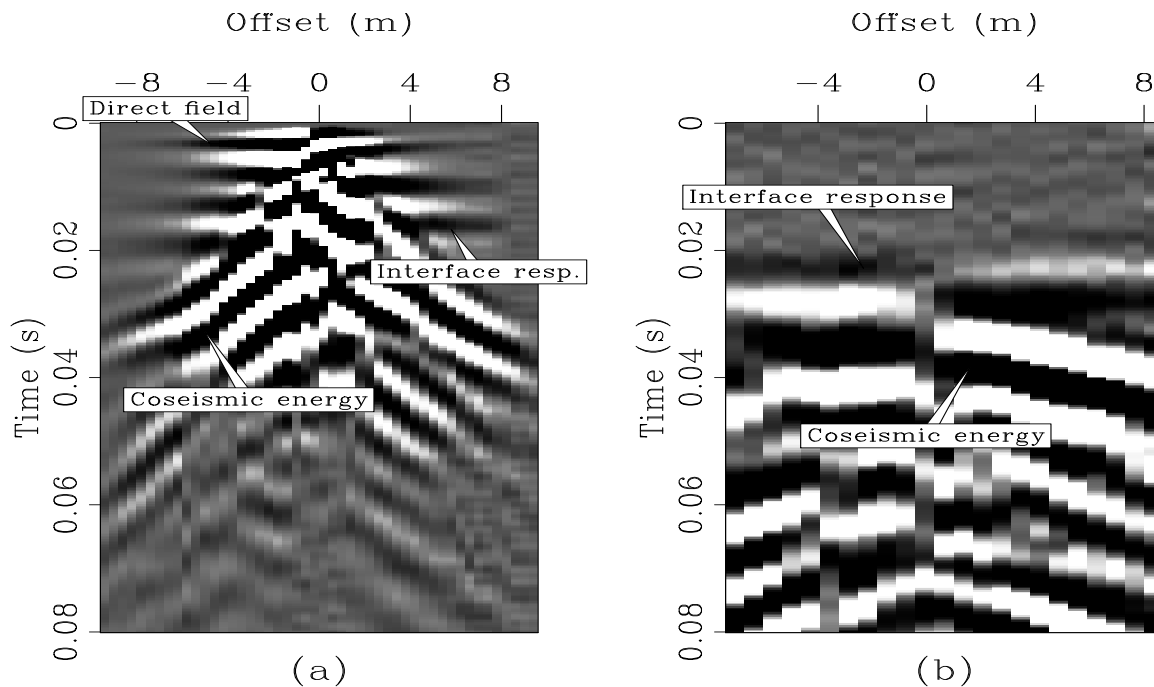 Offset (m)
−8 −4 0 4 8
Direct field
0
0.02
0.04
0.06
0.08
Time (s)
Interface resp.
Coseismic energy
(a)
Offset (m)
−4 0 4 8
0
0.02
0.04
0.06
0.08
Time (s)
Interface response
Coseismic energy
(b)